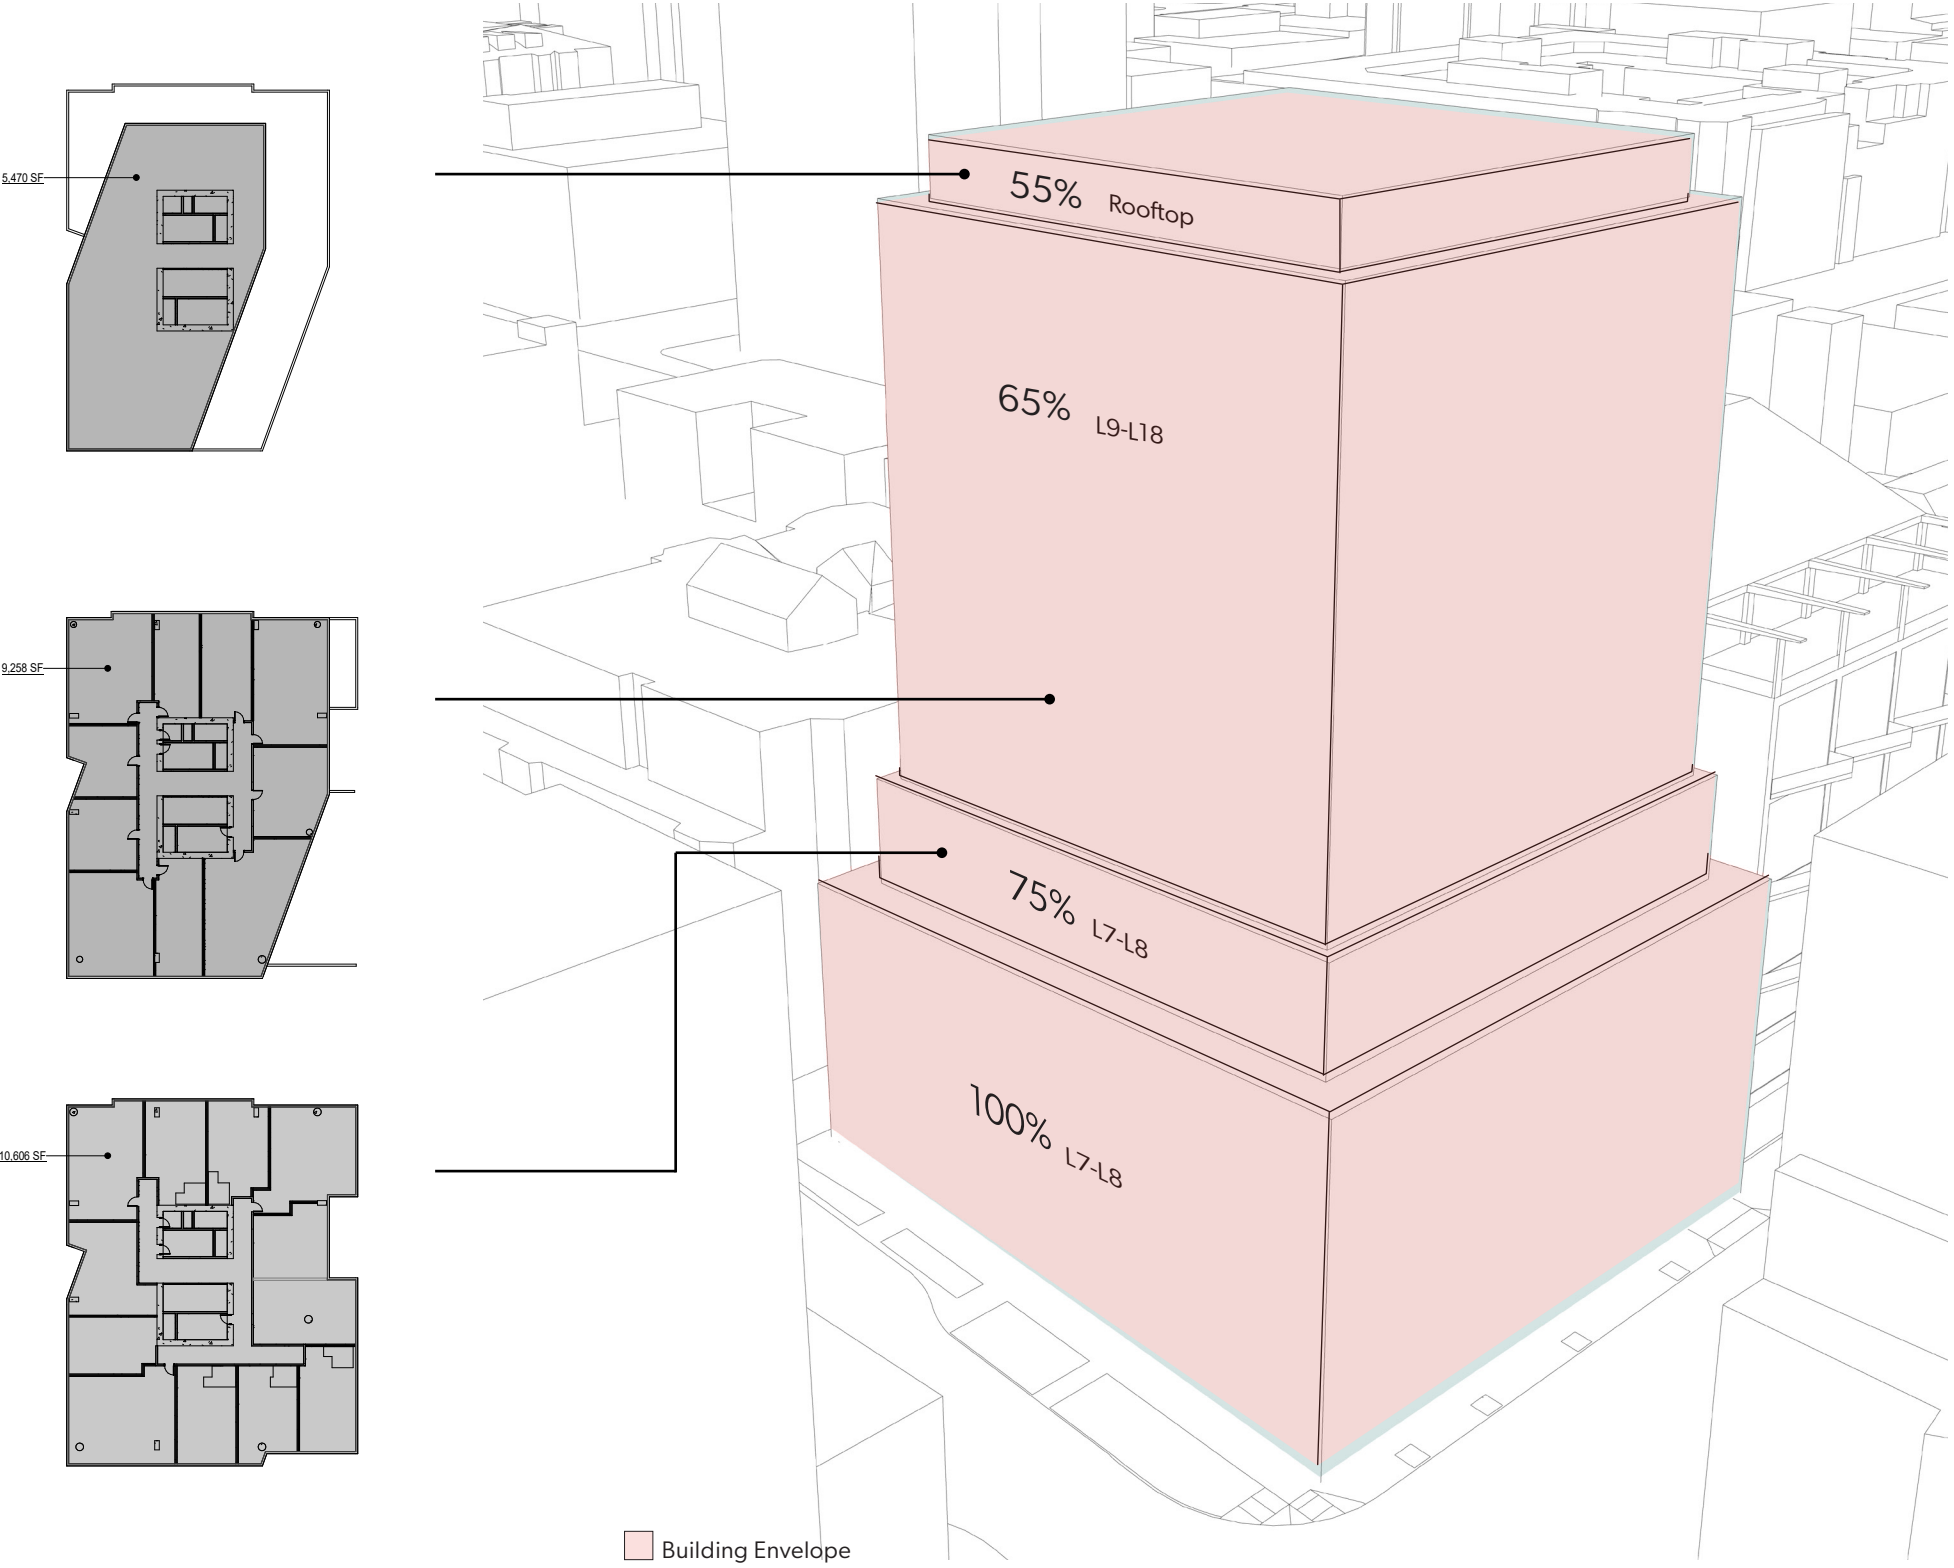 5,470 SF
55% Rooftop
65% L9-L18
9,258 SF
75% L7-L8
10,606 SF
100% L7-L8
Building Envelope